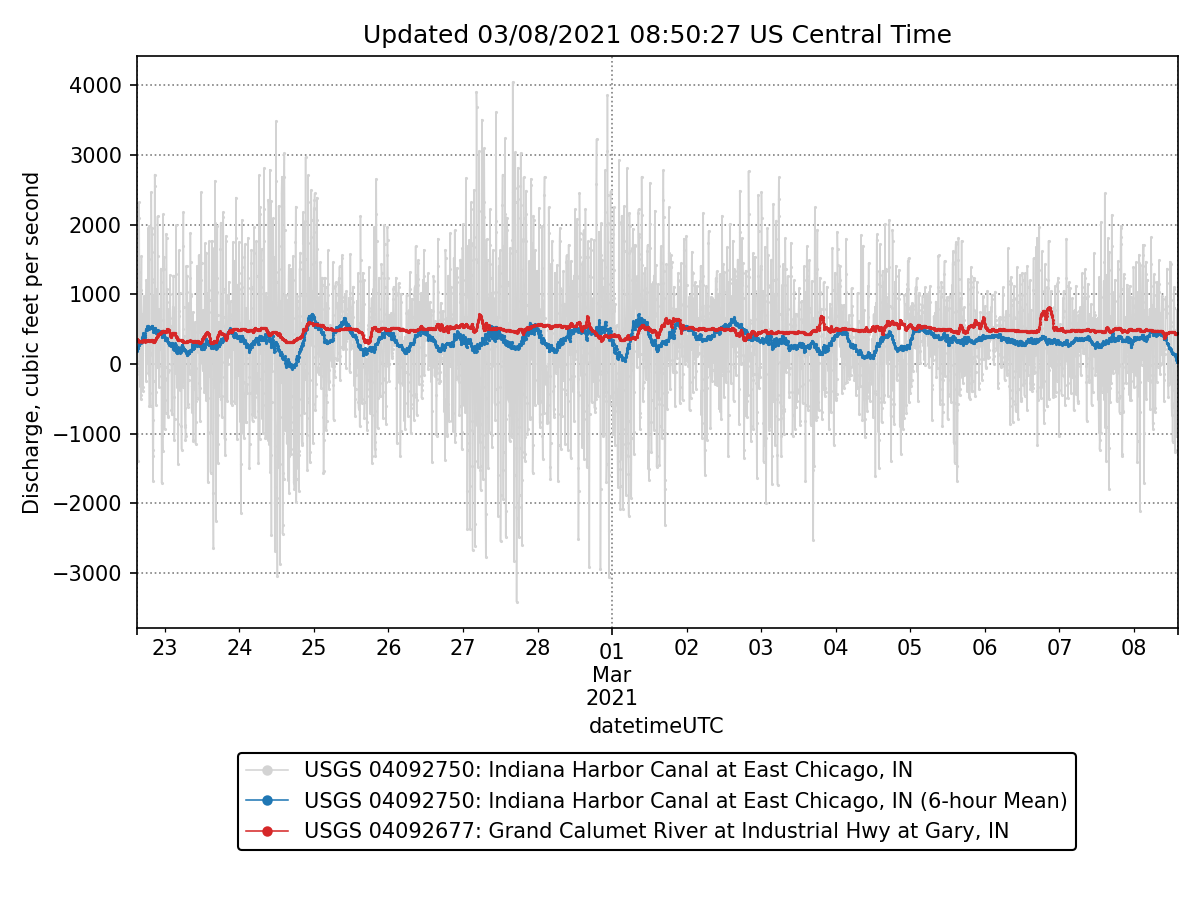 Updated 03/08/2021 08:50:27 US Central Time
Discharge, cubic feet per second
4000
3000
2000
1000
0
−1000
−2000
−3000
23 24 25 26 27 28 01 02 03 04 05 06 07 08
Mar
2021
datetimeUTC
USGS 04092750: Indiana Harbor Canal at East Chicago, IN
USGS 04092750: Indiana Harbor Canal at East Chicago, IN (6-hour Mean)
USGS 04092677: Grand Calumet River at Industrial Hwy at Gary, IN